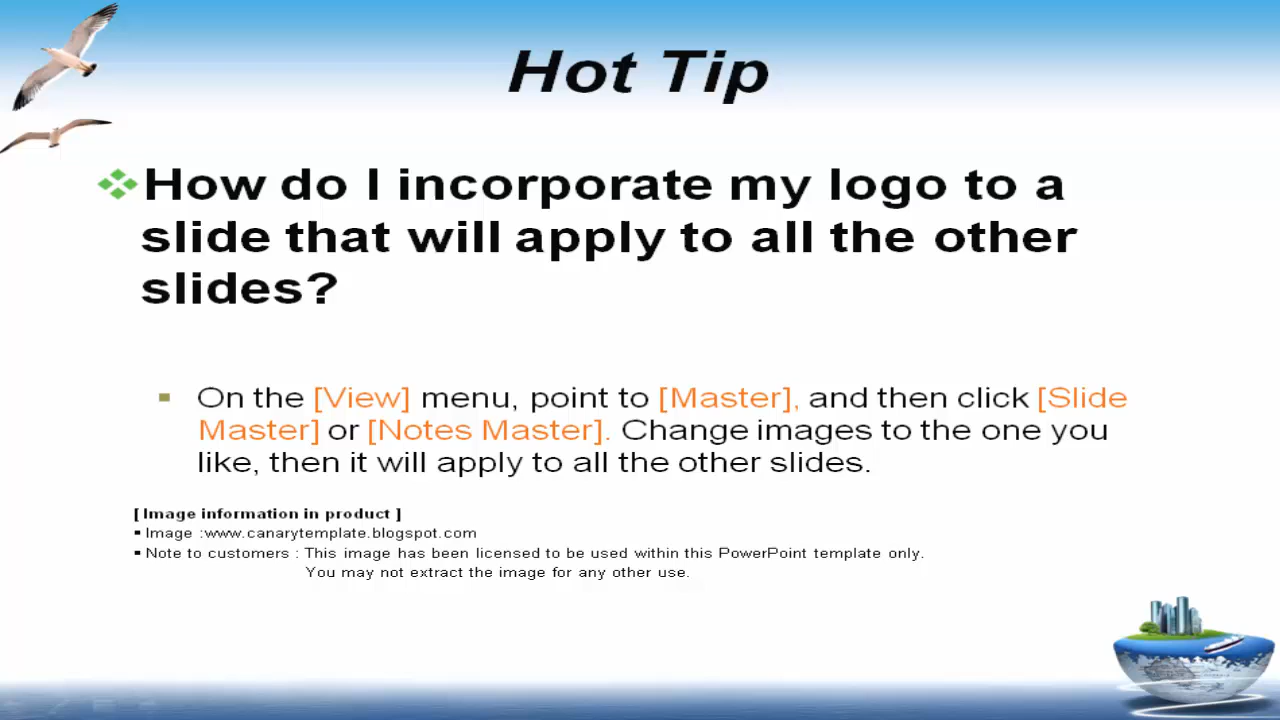 Hot Tip
How do I incorporate my logo to a
slide that will apply to all the other
slides?
On the [View] menu, point to [Master], and then click [Slide
Master] or [Notes Master]. Change images to the one you
like, then it will apply to all the other slides.
[ Image information in product ]
Image :www.canarytemplate.blogspot.com
Note to customers : This image has been licensed to be used within this PowerPoint template only.
You may not extract the image for any other use.